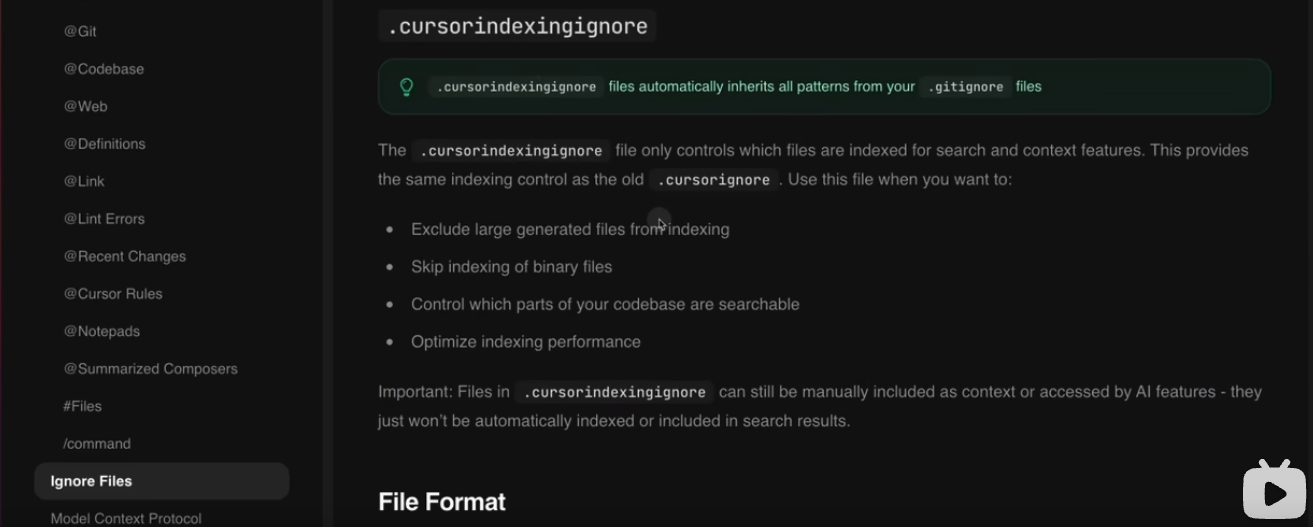 @Git
@Codebase
@Web
@Definitions
@Link
@Lint Errors
@Recent Changes
@Cursor Rules
@Notepads
@Summarized Composers
#Files
/command
Ignore Files
Model Context Protocol
.cursorindexingignore
.cursorindexingignore files automatically inherits all patterns from your .gitignore files
The .cursorindexingignore file only controls which files are indexed for search and context features. This provides
the same indexing control as the old .cursorignore . Use this file when you want to:
Exclude large generated files from indexing
Skip indexing of binary files
Control which parts of your codebase are searchable
Optimize indexing performance
Important: Files in .cursorindexingignore can still be manually included as context or accessed by AI features - they
just won't be automatically indexed or included in search results.
File Format